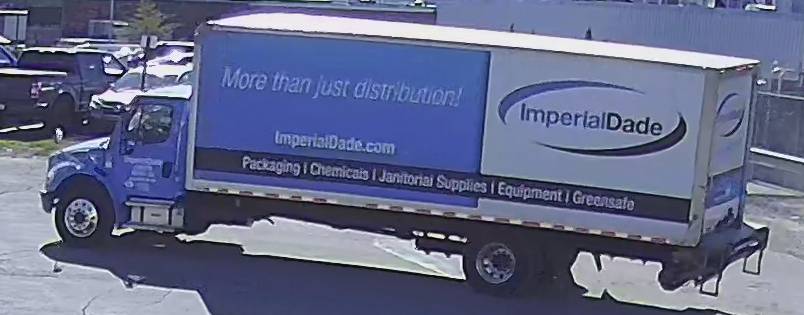 More than just distribution!
ImperialDade.com
ImperialDade
Packaging | Chemicals | Janitorial Supplies | Equipment | Greensafe